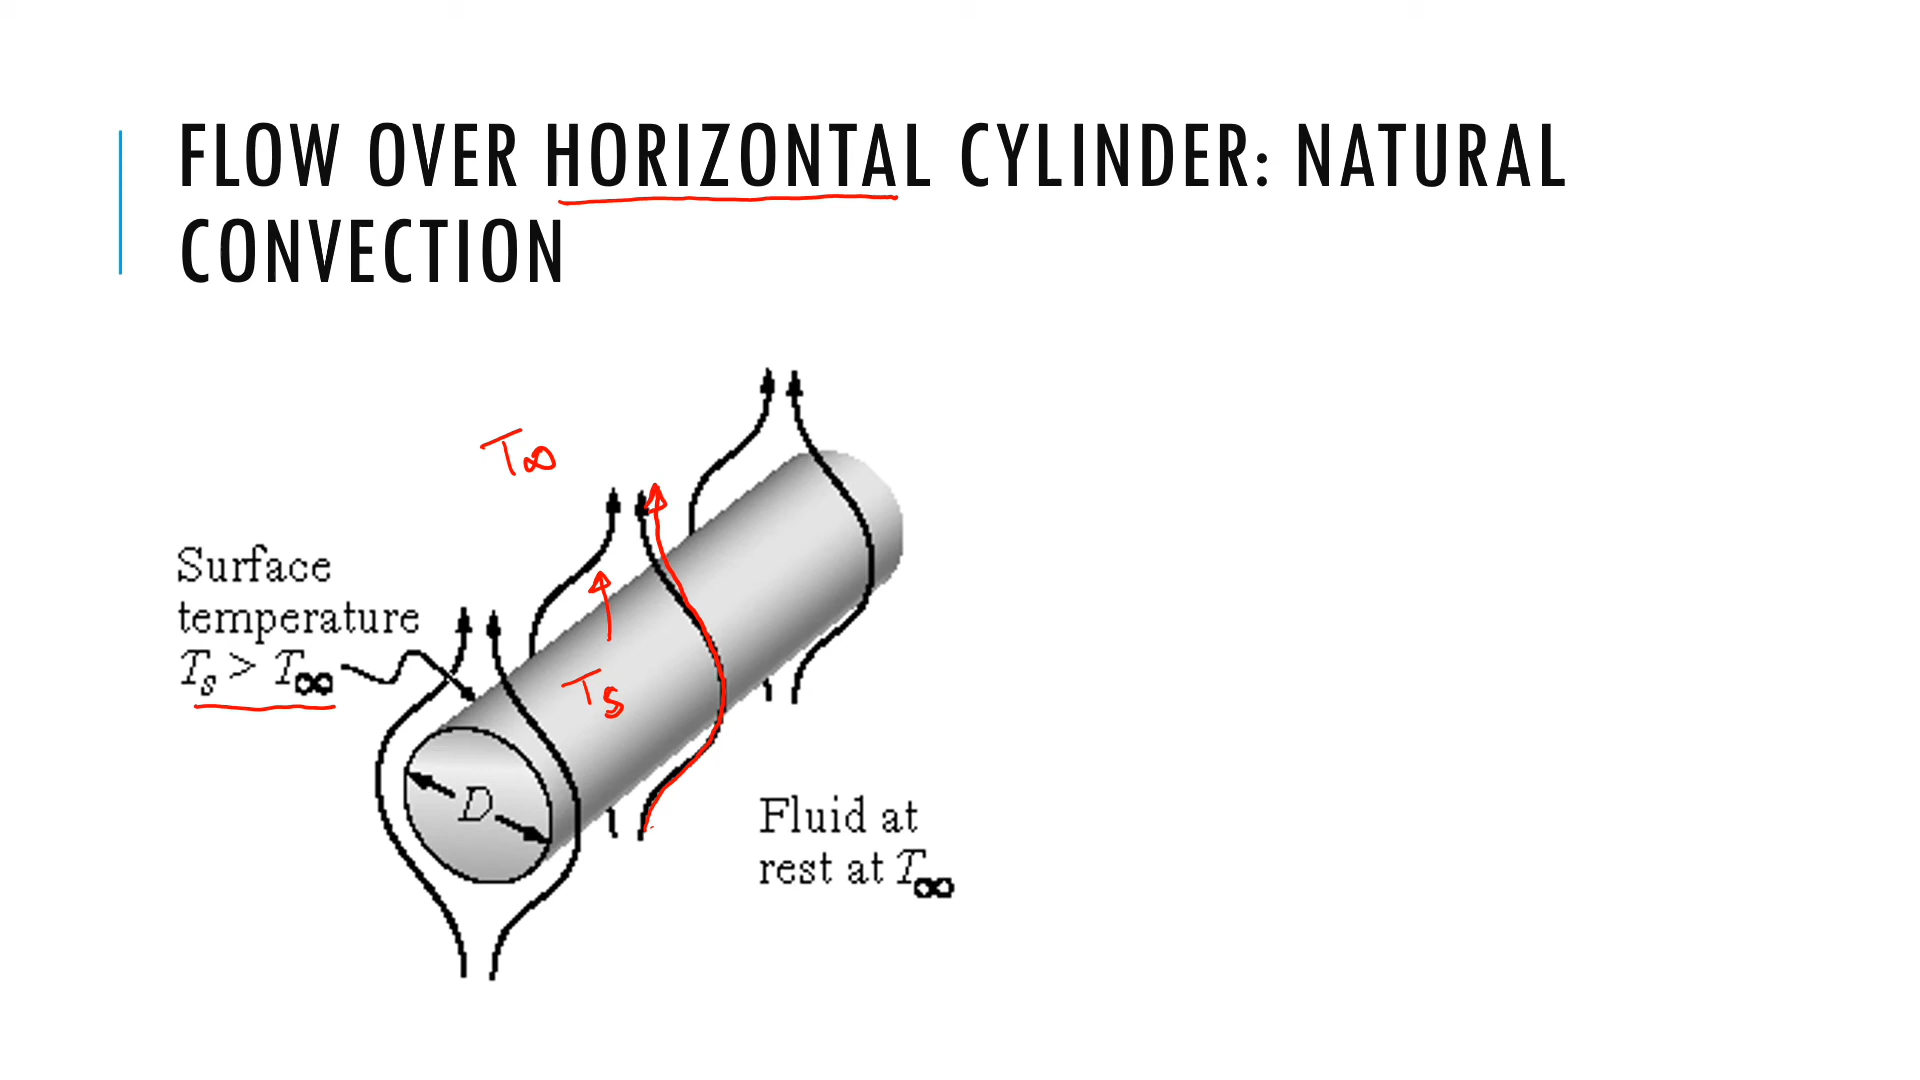 FLOW OVER HORIZONTAL CYLINDER: NATURAL
CONVECTION
T∞
Surface
temperature
Ts > T∞
Ts
D
Fluid at
rest at T∞